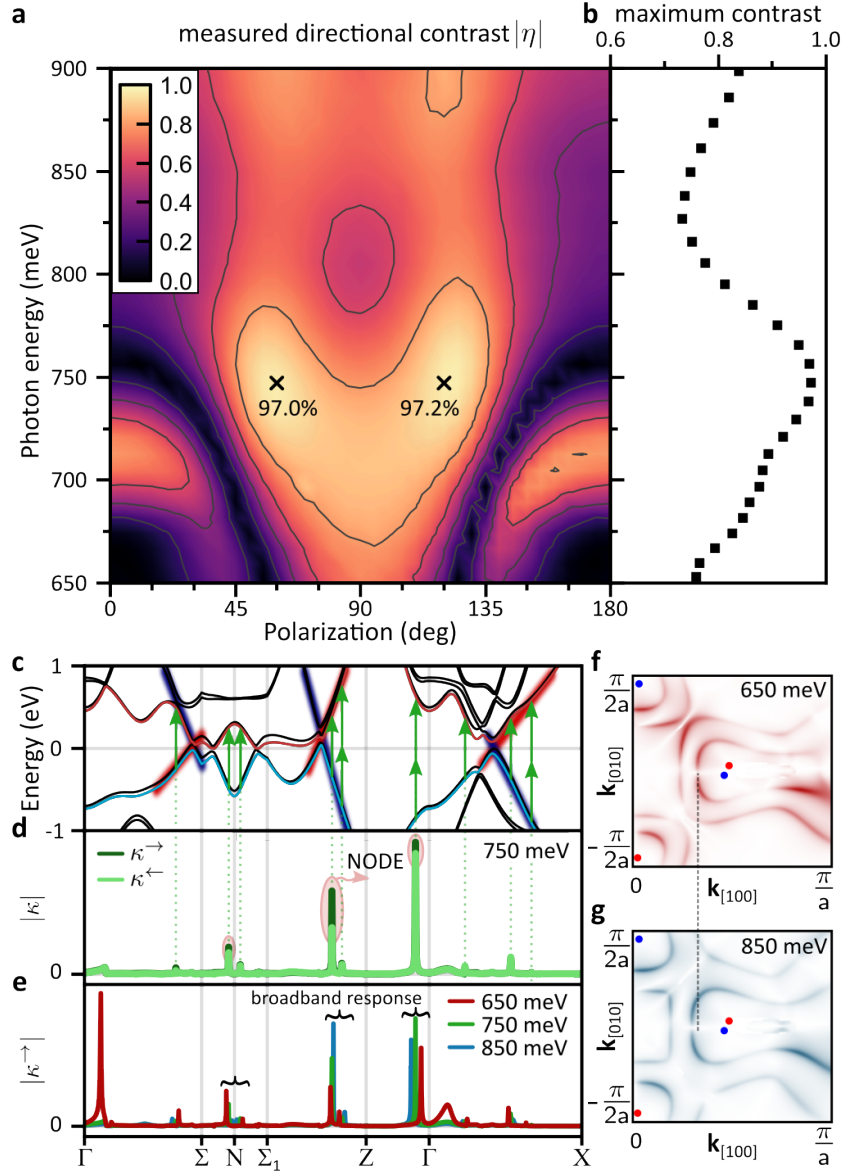 a
measured directional contrast |η|
b
maximum contrast
0.6 0.8 1.0
900
850
800
750
700
650
Photon energy (meV)
1.0
0.8
0.6
0.4
0.2
0.0
97.0%
97.2%
0 45 90 135 180
Polarization (deg)
c
1
0
-1
Energy (eV)
d
κ→
κ←
NODE
750 meV
|κ|
0
e
broadband response
650 meV
750 meV
850 meV
|κ→|
0
Γ Σ N Σ1 Z Γ X
f
650 meV
π/2a
k[010]
-π/2a
0 k[100] π/a
g
850 meV
π/2a
k[010]
-π/2a
0 k[100] π/a